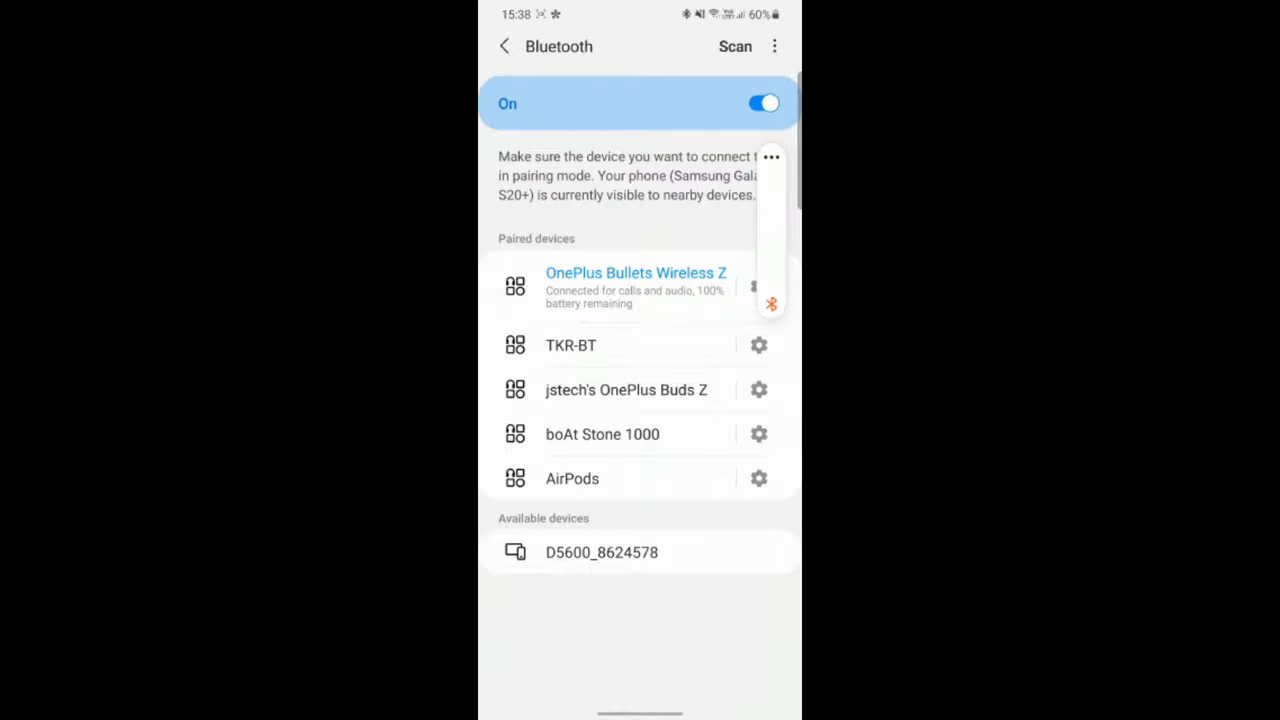 15:38 60%
Bluetooth Scan
On
Make sure the device you want to connect
in pairing mode. Your phone (Samsung Gala
S20+) is currently visible to nearby devices.
Paired devices
OnePlus Bullets Wireless Z
Connected for calls and audio, 100%
battery remaining
TKR-BT
jstech's OnePlus Buds Z
boAt Stone 1000
AirPods
Available devices
D5600_8624578